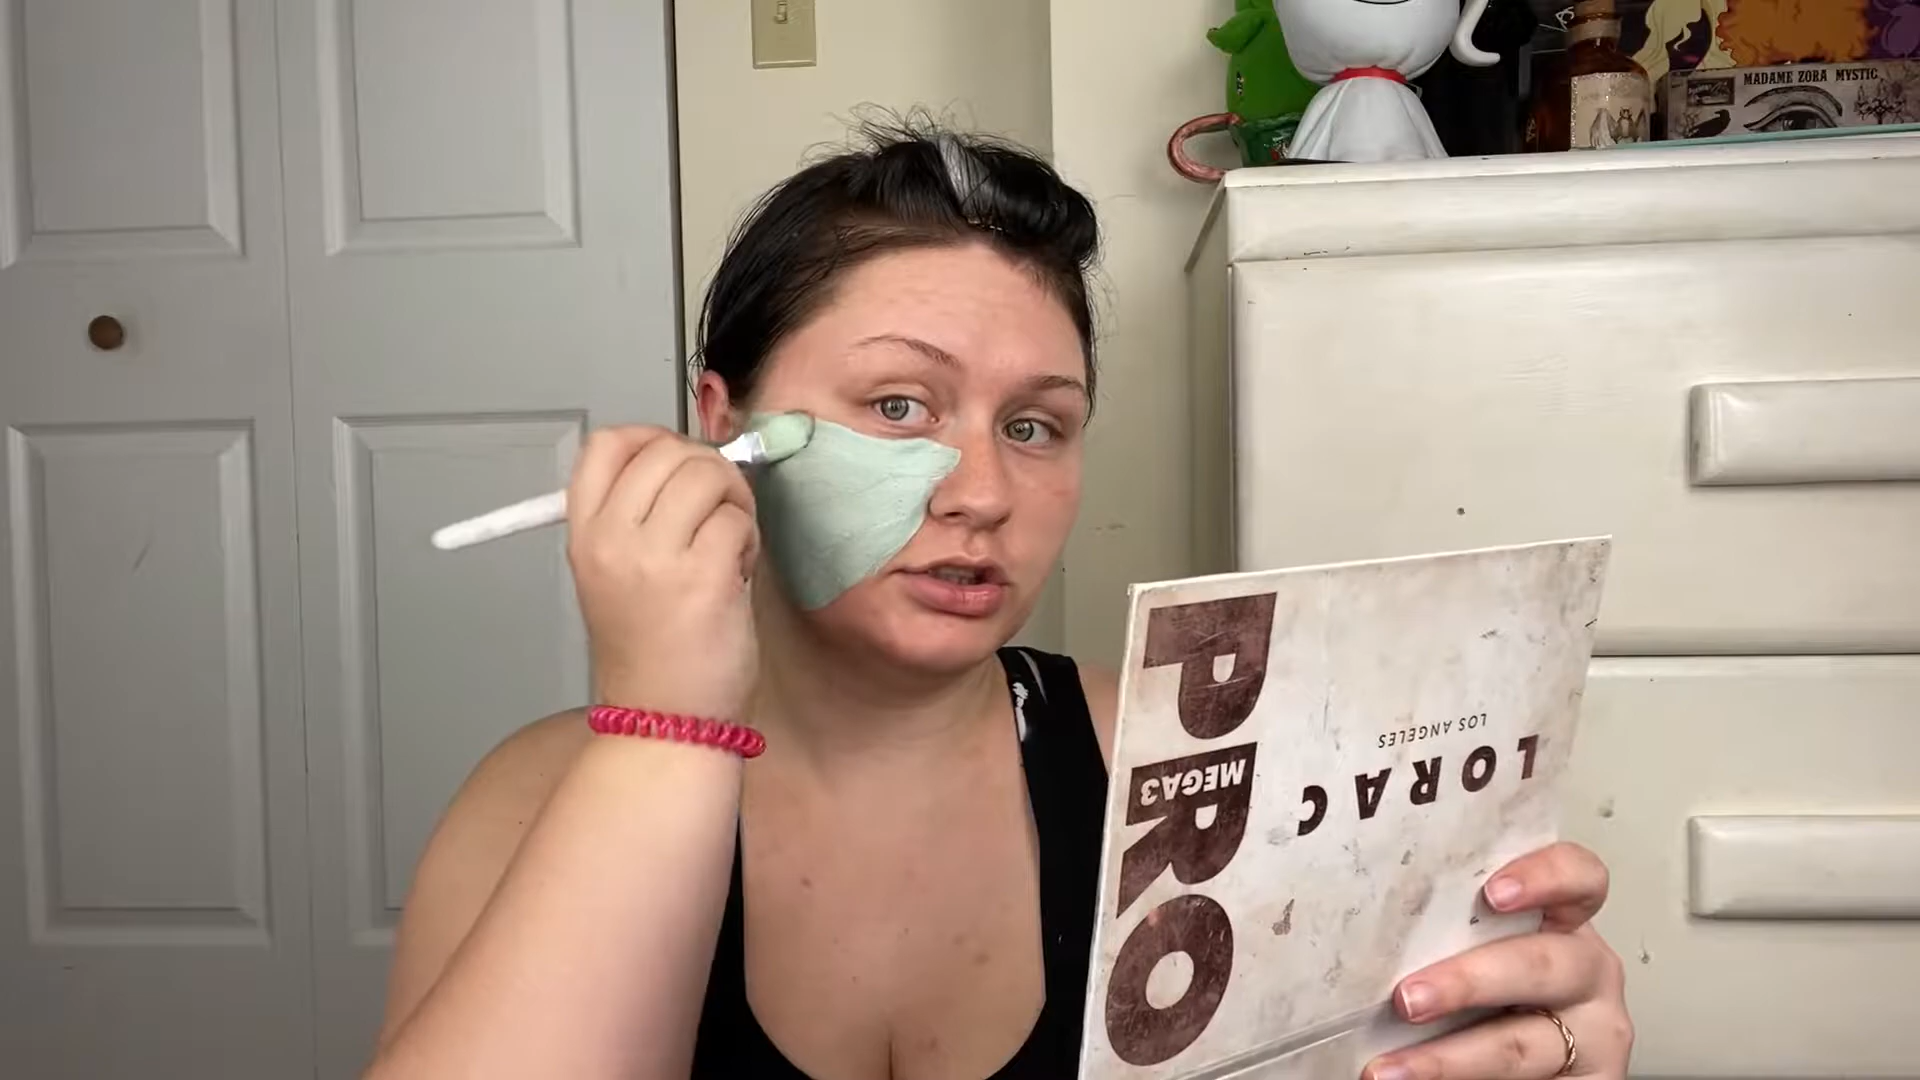 MADAME ZORA MYSTIC
PRO
MEGA3
LORAC
LOS ANGELES